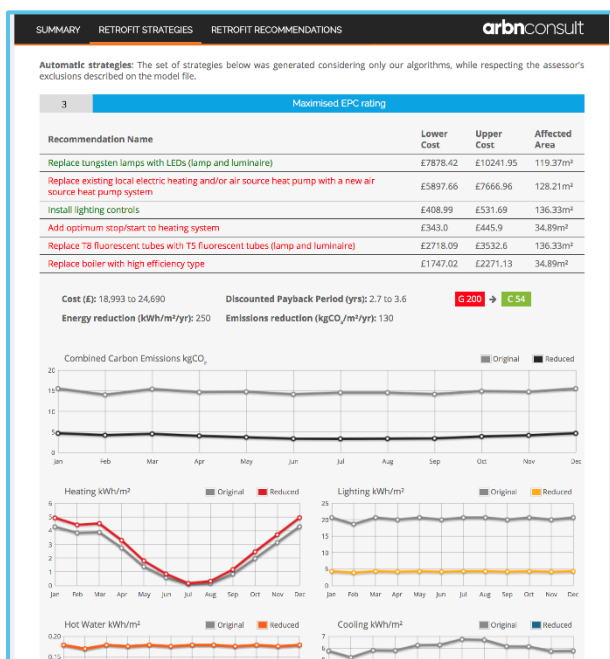 SUMMARY RETROFIT STRATEGIES RETROFIT RECOMMENDATIONS arbnconsult
Automatic strategies: The set of strategies below was generated considering only our algorithms, while respecting the assessor's
exclusions described on the model file.
3 Maximised EPC rating
Recommendation Name Lower Cost Upper Cost Affected Area
Replace tungsten lamps with LEDs (lamp and luminaire) £7878.42 £10241.95 119.37m²
Replace existing local electric heating and/or air source heat pump with a new air
source heat pump system £5897.66 £7666.96 128.21m²
Install lighting controls £408.99 £531.69 136.33m²
Add optimum stop/start to heating system £343.0 £445.9 34.89m²
Replace T8 fluorescent tubes with T5 fluorescent tubes (lamp and luminaire) £2718.09 £3532.6 136.33m²
Replace boiler with high efficiency type £1747.02 £2271.13 34.89m²
Cost (£): 18,993 to 24,690 Discounted Payback Period (yrs): 2.7 to 3.6 G 200 → C 54
Energy reduction (kWh/m²/yr): 250 Emissions reduction (kgCO₂/m²/yr): 130
Combined Carbon Emissions kgCO₂ Original Reduced
20
15
10
5
0
Jan Feb Mar Apr May Jun Jul Aug Sep Oct Nov Dec
Heating kWh/m² Original Reduced
6
5
4
3
2
1
0
Jan Feb Mar Apr May Jun Jul Aug Sep Oct Nov Dec
Lighting kWh/m² Original Reduced
25
20
15
10
5
0
Jan Feb Mar Apr May Jun Jul Aug Sep Oct Nov Dec
Hot Water kWh/m² Original Reduced
0.20
0.15
Cooling kWh/m² Original Reduced
7
6